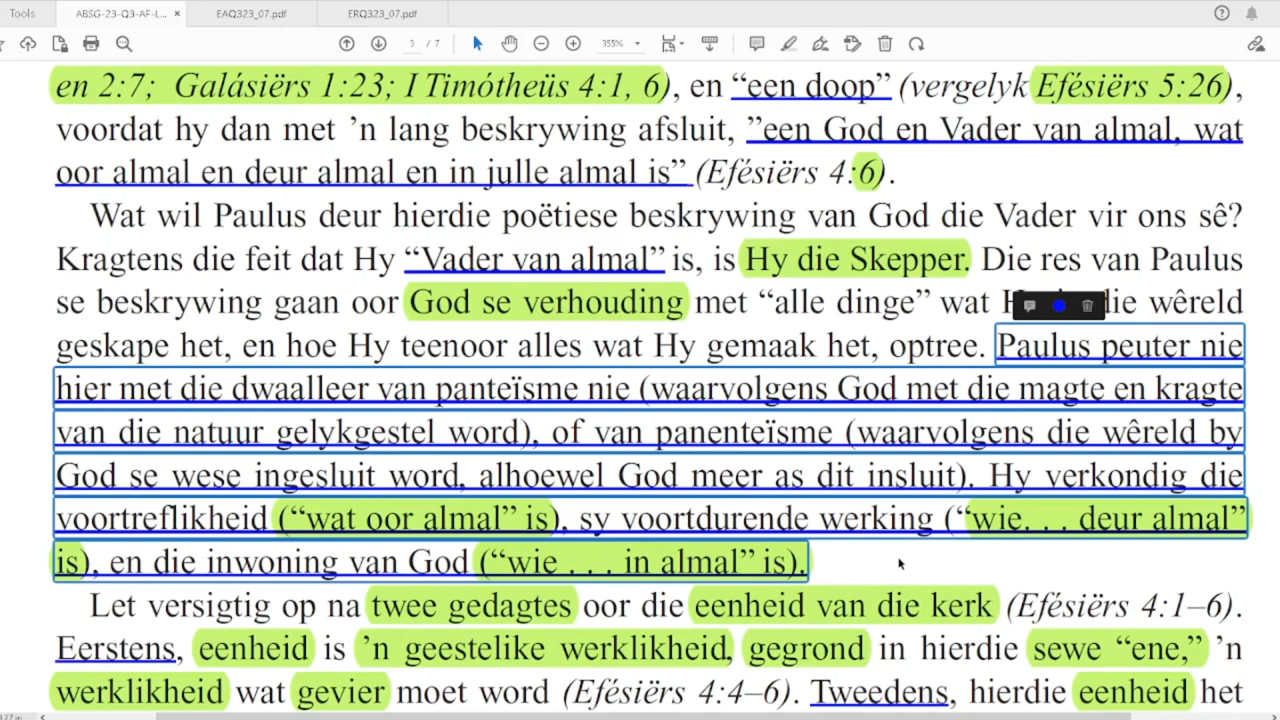 Tools ABSG-23-Q3-AF-L... × EAQ323_07.pdf ERQ323_07.pdf
3 / 7 355%
en 2:7; Galásiërs 1:23; I Timótheüs 4:1, 6), en “een doop” (vergelyk Efésiërs 5:26),
voordat hy dan met ’n lang beskrywing afsluit, ”een God en Vader van almal, wat
oor almal en deur almal en in julle almal is” (Efésiërs 4:6).
Wat wil Paulus deur hierdie poëtiese beskrywing van God die Vader vir ons sê?
Kragtens die feit dat Hy “Vader van almal” is, is Hy die Skepper. Die res van Paulus
se beskrywing gaan oor God se verhouding met “alle dinge” wat die wêreld
geskape het, en hoe Hy teenoor alles wat Hy gemaak het, optree. Paulus peuter nie
hier met die dwaalleer van panteïsme nie (waarvolgens God met die magte en kragte
van die natuur gelykgestel word), of van panenteïsme (waarvolgens die wêreld by
God se wese ingesluit word, alhoewel God meer as dit insluit). Hy verkondig die
voortreflikheid (“wat oor almal” is), sy voortdurende werking (“wie. . . deur almal”
is), en die inwoning van God (“wie . . . in almal” is).
Let versigtig op na twee gedagtes oor die eenheid van die kerk (Efésiërs 4:1–6).
Eerstens, eenheid is ’n geestelike werklikheid, gegrond in hierdie sewe “ene,” ’n
werklikheid wat gevier moet word (Efésiërs 4:4–6). Tweedens, hierdie eenheid het